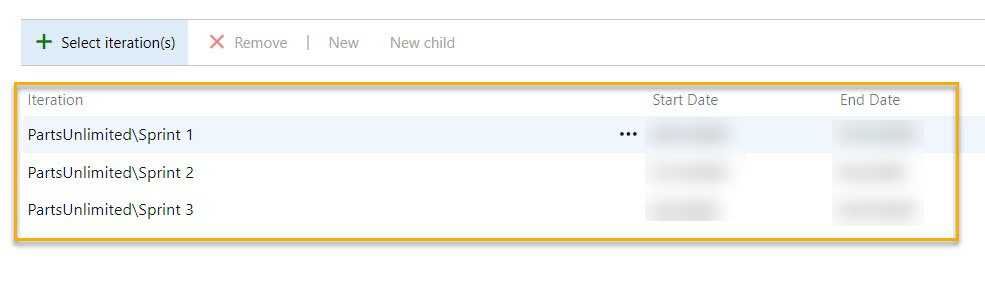 + Select iteration(s) × Remove | New New child
Iteration Start Date End Date
PartsUnlimited\Sprint 1 •••
PartsUnlimited\Sprint 2
PartsUnlimited\Sprint 3